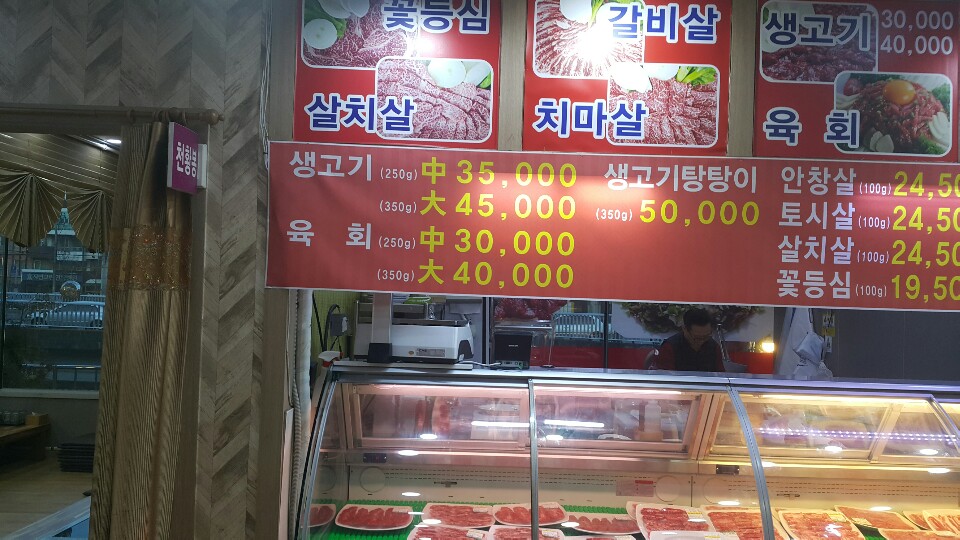 꽃등심
살치살
갈비살
치마살
생고기 30,000
40,000
육 회
천황봉
생고기 (250g) 中 35,000
(350g) 大 45,000
육 회 (250g) 中 30,000
(350g) 大 40,000
생고기탕탕이
(350g) 50,000
안창살 (100g) 24,50
토시살 (100g) 24,50
살치살 (100g) 24,50
꽃등심 (100g) 19,50